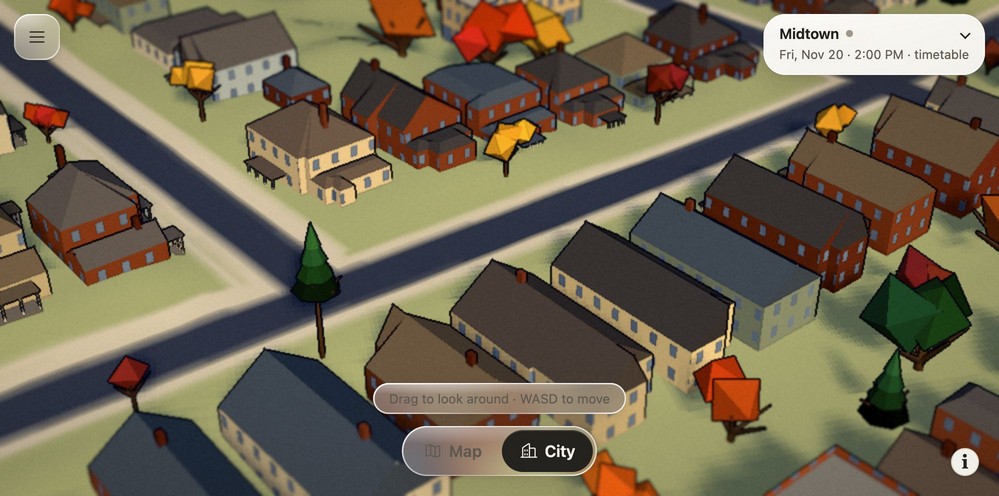 Midtown
Fri, Nov 20 · 2:00 PM · timetable
Drag to look around · WASD to move
Map
City
i